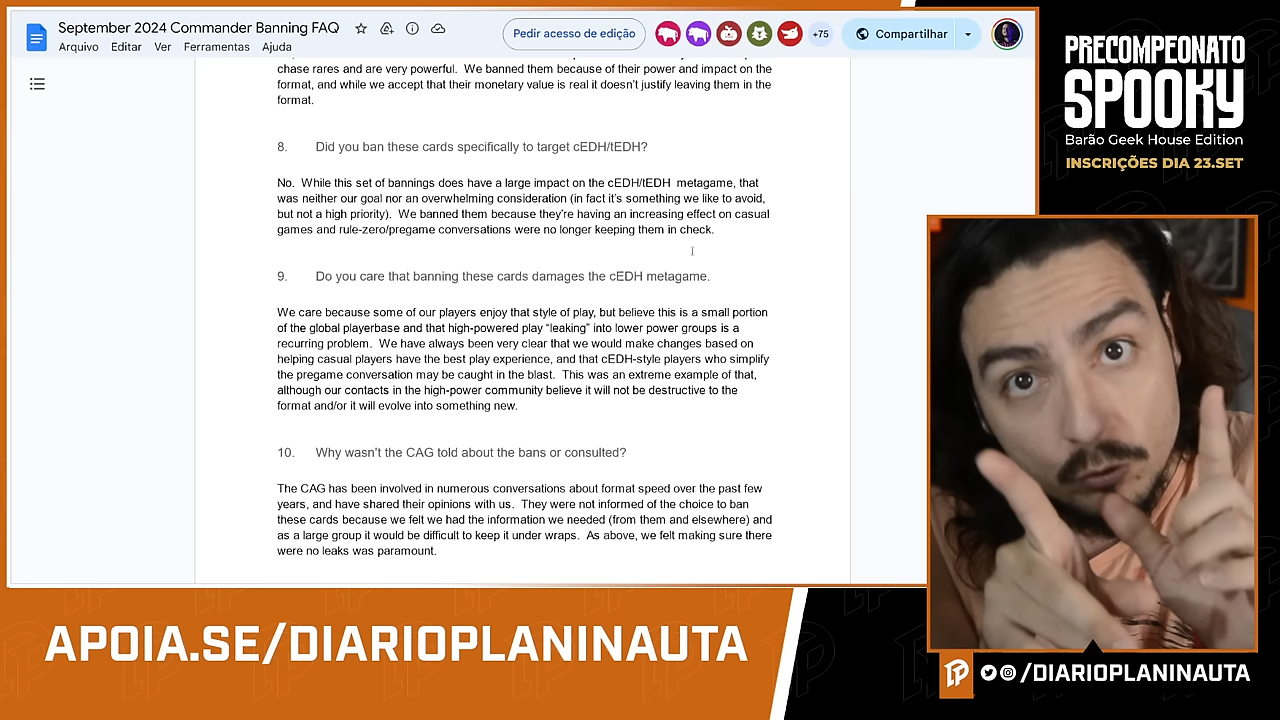 September 2024 Commander Banning FAQ
Arquivo Editar Ver Ferramentas Ajuda
Pedir acesso de edição
+75
Compartilhar
chase rares and are very powerful.  We banned them because of their power and impact on the
format, and while we accept that their monetary value is real it doesn't justify leaving them in the
format.
8. Did you ban these cards specifically to target cEDH/tEDH?
No.  While this set of bannings does have a large impact on the cEDH/tEDH  metagame, that
was neither our goal nor an overwhelming consideration (in fact it's something we like to avoid,
but not a high priority).  We banned them because they're having an increasing effect on casual
games and rule-zero/pregame conversations were no longer keeping them in check.
9. Do you care that banning these cards damages the cEDH metagame.
We care because some of our players enjoy that style of play, but believe this is a small portion
of the global playerbase and that high-powered play “leaking” into lower power groups is a
recurring problem.  We have always been very clear that we would make changes based on
helping casual players have the best play experience, and that cEDH-style players who simplify
the pregame conversation may be caught in the blast.  This was an extreme example of that,
although our contacts in the high-power community believe it will not be destructive to the
format and/or it will evolve into something new.
10. Why wasn't the CAG told about the bans or consulted?
The CAG has been involved in numerous conversations about format speed over the past few
years, and have shared their opinions with us.  They were not informed of the choice to ban
these cards because we felt we had the information we needed (from them and elsewhere) and
as a large group it would be difficult to keep it under wraps.  As above, we felt making sure there
were no leaks was paramount.
PRECOMPEONATO
SPOOKY
Barão Geek House Edition
INSCRIÇÕES DIA 23.SET
APOIA.SE/DIARIOPLANINAUTA
/DIARIOPLANINAUTA